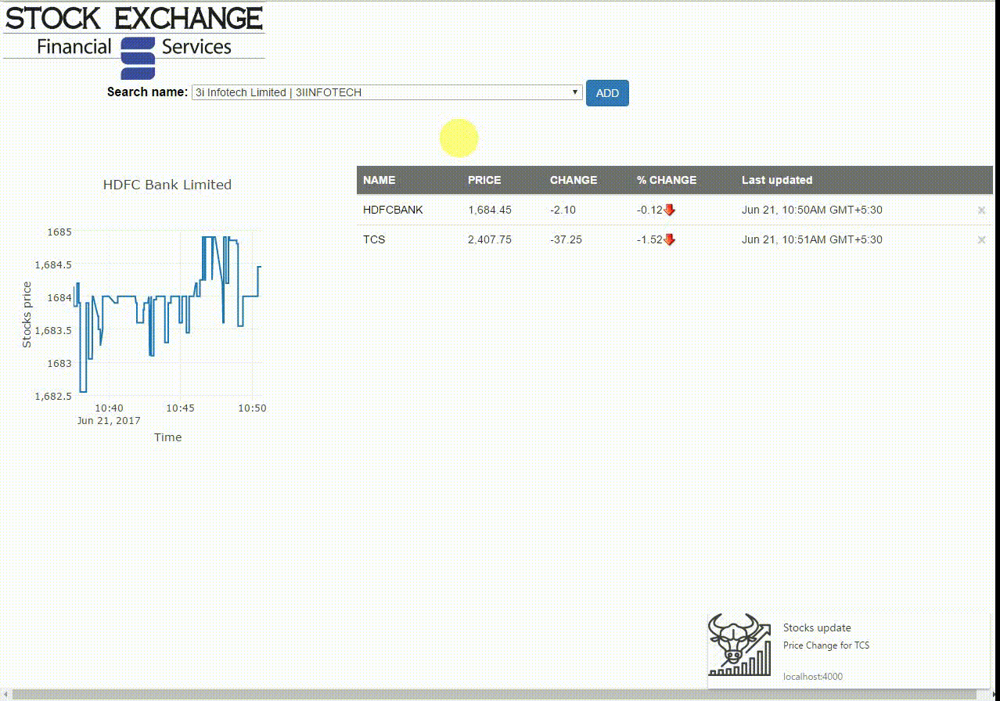 STOCK EXCHANGE
Financial Services
Search name: 3i Infotech Limited | 3IINFOTECH ADD
HDFC Bank Limited
NAME PRICE CHANGE % CHANGE Last updated
HDFCBANK 1,684.45 -2.10 -0.12 Jun 21, 10:50AM GMT+5:30 ×
TCS 2,407.75 -37.25 -1.52 Jun 21, 10:51AM GMT+5:30 ×
Stocks price
1685
1,684.5
1684
1,683.5
1683
1,682.5
10:40 10:45 10:50
Jun 21, 2017
Time
Stocks update
Price Change for TCS
localhost:4000